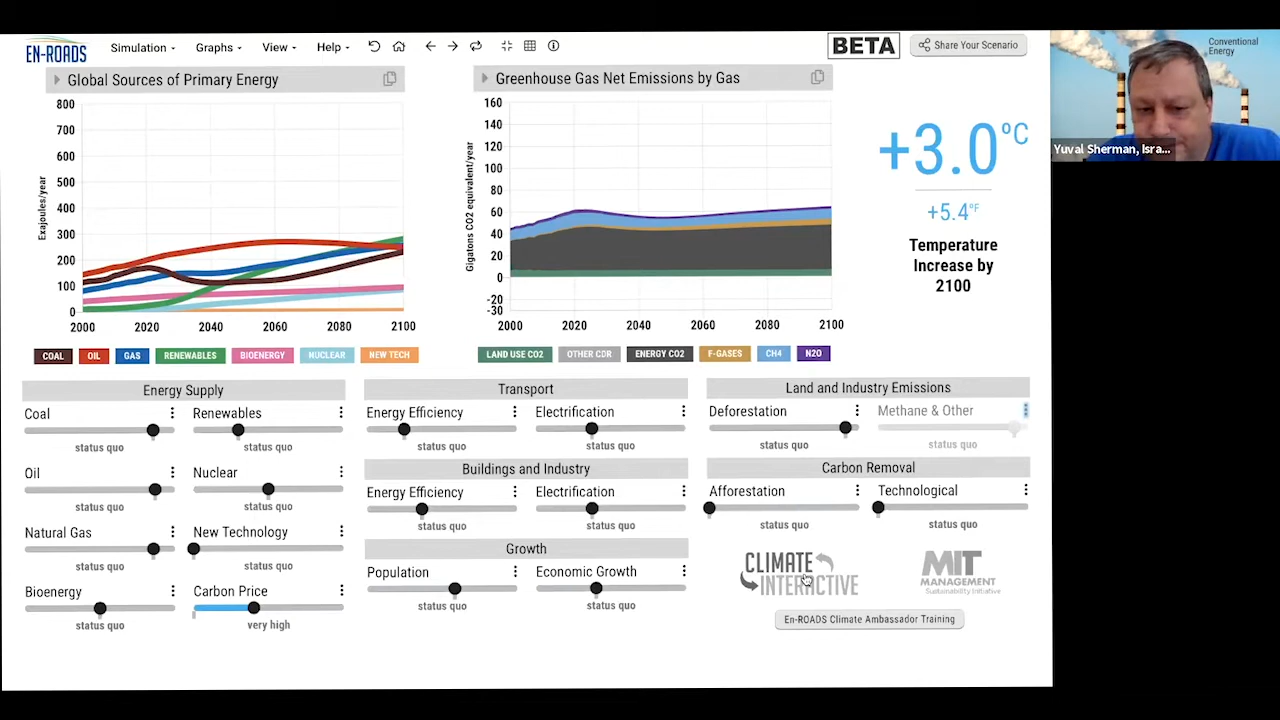 EN-ROADS
Simulation
Graphs
View
Help
BETA
Share Your Scenario
Conventional
Energy
Yuval Sherman, Isra...
Global Sources of Primary Energy
800
700
600
500
400
300
200
100
0
Exajoules/year
2000
2020
2040
2060
2080
2100
COAL
OIL
GAS
RENEWABLES
BIOENERGY
NUCLEAR
NEW TECH
Greenhouse Gas Net Emissions by Gas
160
140
120
100
80
60
40
20
0
-20
-30
Gigatons CO2 equivalent/year
2000
2020
2040
2060
2080
2100
LAND USE CO2
OTHER CDR
ENERGY CO2
F-GASES
CH4
N2O
+3.0°C
+5.4°F
Temperature
Increase by
2100
Energy Supply
Coal
status quo
Renewables
status quo
Oil
status quo
Nuclear
status quo
Natural Gas
status quo
New Technology
status quo
Bioenergy
status quo
Carbon Price
very high
Transport
Energy Efficiency
status quo
Electrification
status quo
Buildings and Industry
Energy Efficiency
status quo
Electrification
status quo
Growth
Population
status quo
Economic Growth
status quo
Land and Industry Emissions
Deforestation
status quo
Methane & Other
status quo
Carbon Removal
Afforestation
status quo
Technological
status quo
CLIMATE
INTERACTIVE
MIT
MANAGEMENT
Sustainability Initiative
En-ROADS Climate Ambassador Training